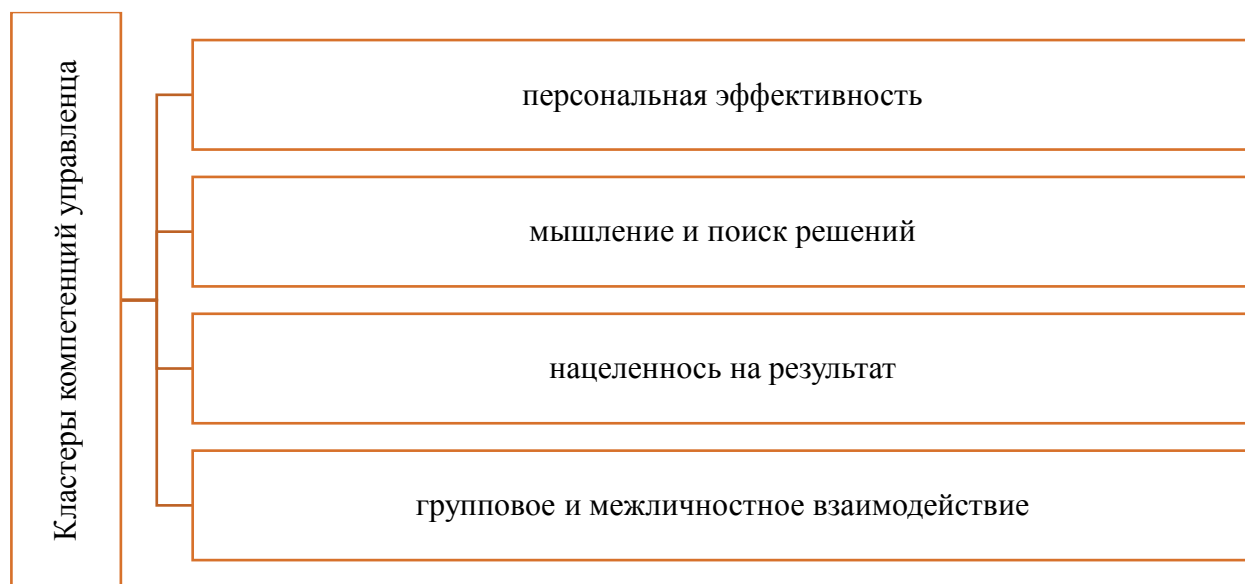 Кластеры компетенций управленца
персональная эффективность
мышление и поиск решений
нацеленнось на результат
групповое и межличностное взаимодействие